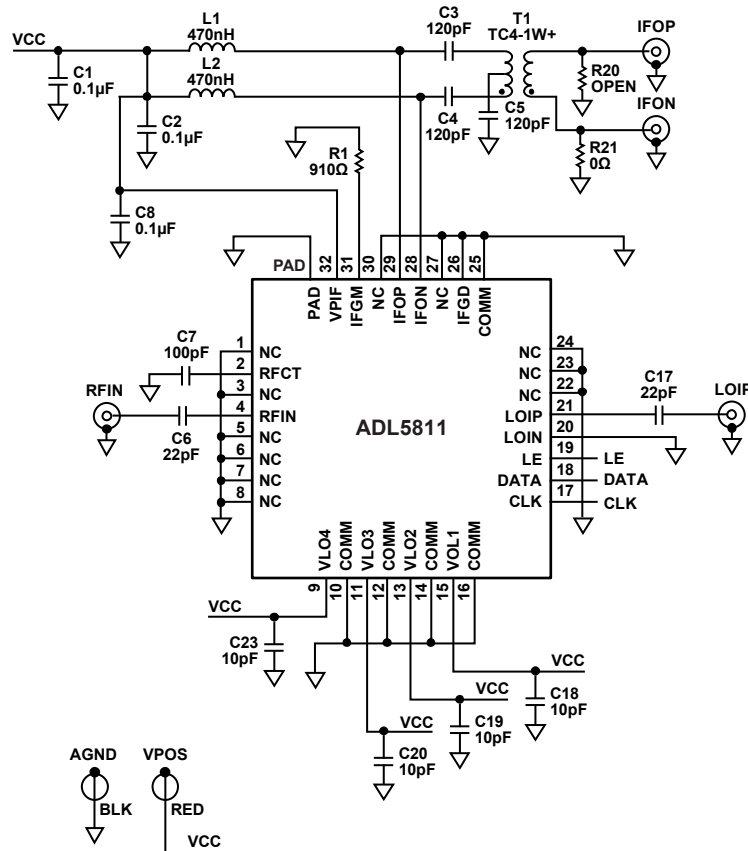 VCC
L1
470nH
C3
120pF
T1
TC4-1W+
IFOP
C1
0.1µF
L2
470nH
C2
0.1µF
C4
120pF
C5
120pF
R20
OPEN
IFON
R1
910Ω
R21
0Ω
C8
0.1µF
PAD
32
31
30
29
28
27
26
25
PAD
VPIF
IFGM
NC
IFOP
IFON
NC
IFGD
COMM
C7
100pF
RFIN
C6
22pF
1
NC
2
RFCT
3
NC
4
RFIN
5
NC
6
NC
7
NC
8
NC
ADL5811
NC
24
NC
23
NC
22
LOIP
21
LOIN
20
LE
19
LE
DATA
18
DATA
CLK
17
CLK
C17
22pF
LOIP
VLO4
COMM
VLO3
COMM
VLO2
COMM
VOL1
COMM
9
10
11
12
13
14
15
16
VCC
C23
10pF
VCC
C18
10pF
VCC
C19
10pF
VCC
C20
10pF
AGND
BLK
VPOS
RED
VCC